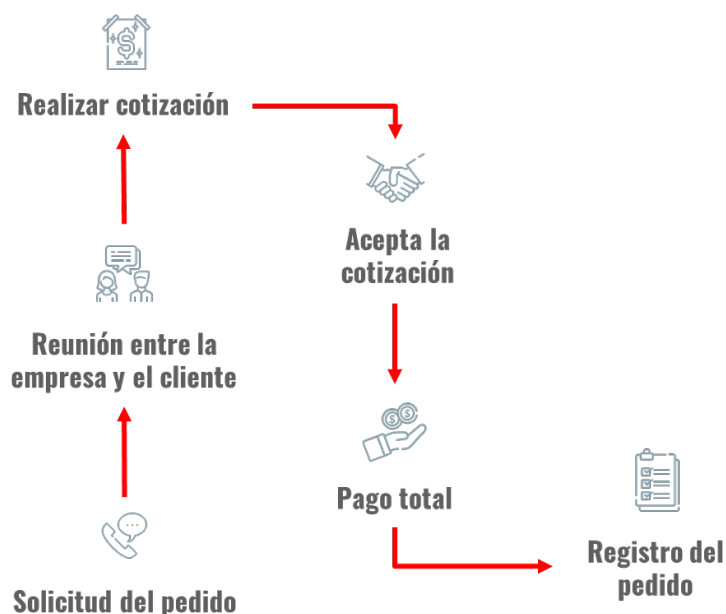 Realizar cotización
Acepta la
cotización
Reunión entre la
empresa y el cliente
Pago total
Registro del
pedido
Solicitud del pedido